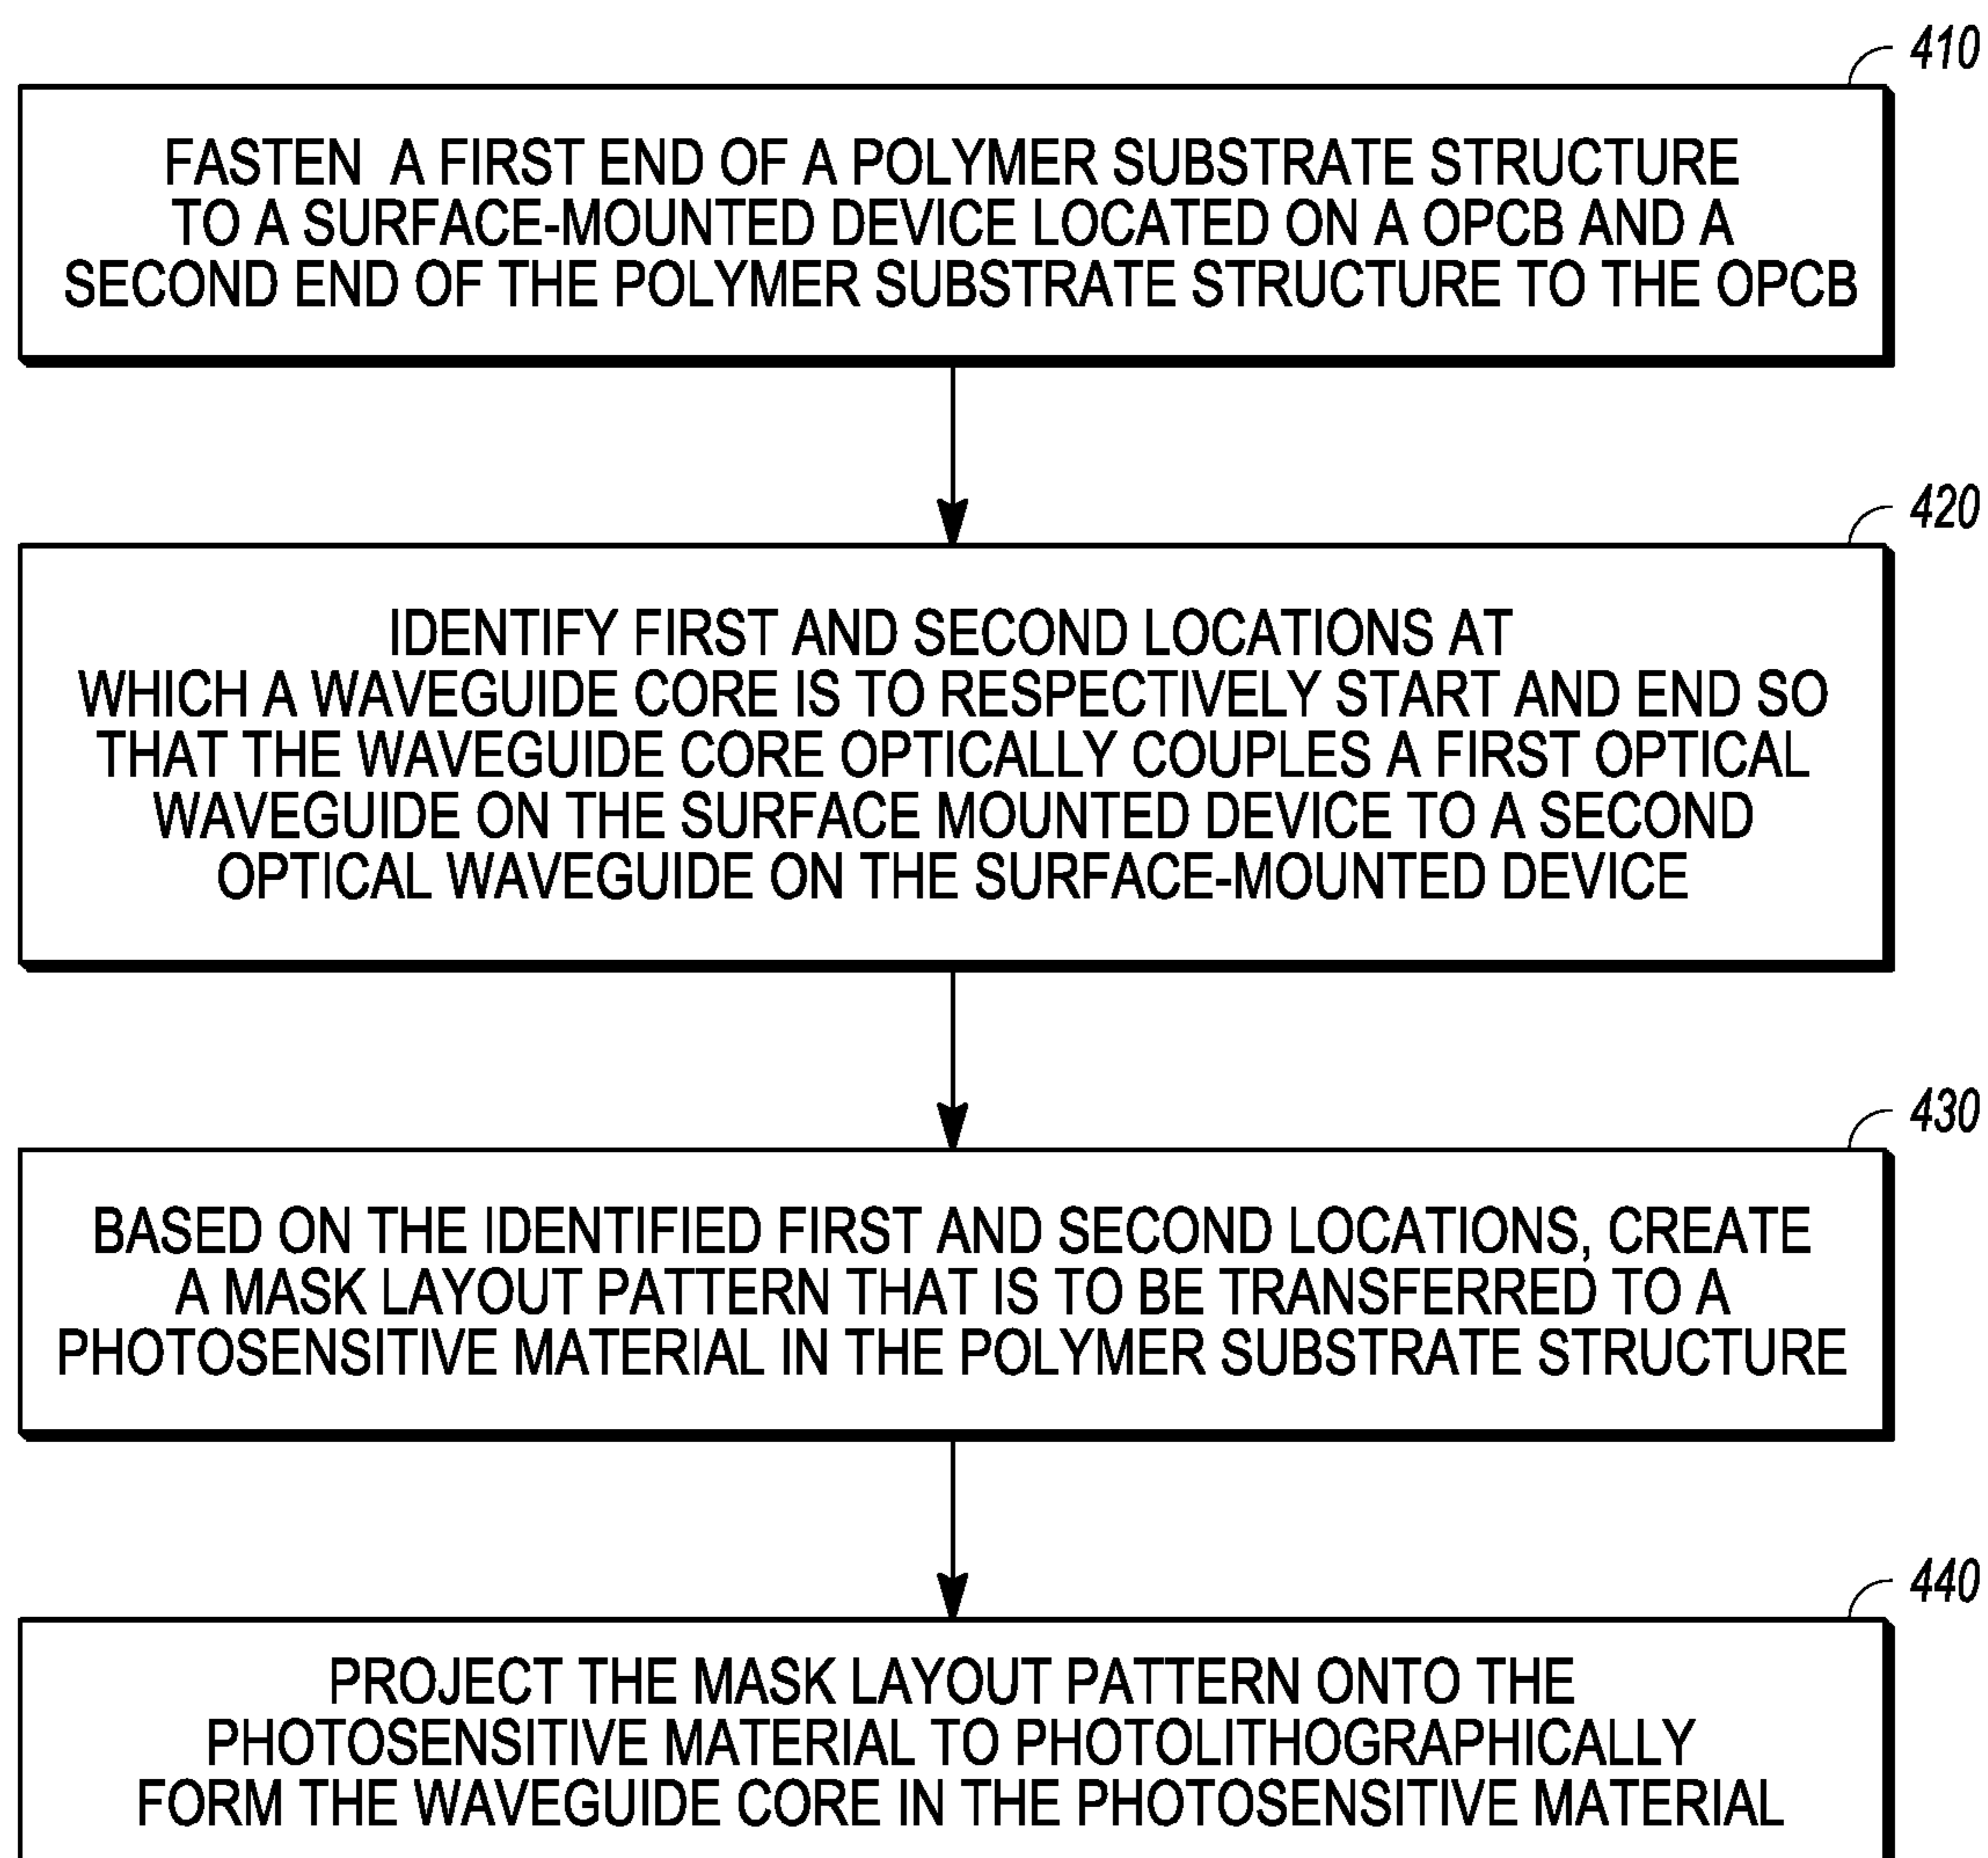 410
FASTEN A FIRST END OF A POLYMER SUBSTRATE STRUCTURE
TO A SURFACE-MOUNTED DEVICE LOCATED ON A OPCB AND A
SECOND END OF THE POLYMER SUBSTRATE STRUCTURE TO THE OPCB
420
IDENTIFY FIRST AND SECOND LOCATIONS AT
WHICH A WAVEGUIDE CORE IS TO RESPECTIVELY START AND END SO
THAT THE WAVEGUIDE CORE OPTICALLY COUPLES A FIRST OPTICAL
WAVEGUIDE ON THE SURFACE MOUNTED DEVICE TO A SECOND
OPTICAL WAVEGUIDE ON THE SURFACE-MOUNTED DEVICE
430
BASED ON THE IDENTIFIED FIRST AND SECOND LOCATIONS, CREATE
A MASK LAYOUT PATTERN THAT IS TO BE TRANSFERRED TO A
PHOTOSENSITIVE MATERIAL IN THE POLYMER SUBSTRATE STRUCTURE
440
PROJECT THE MASK LAYOUT PATTERN ONTO THE
PHOTOSENSITIVE MATERIAL TO PHOTOLITHOGRAPHICALLY
FORM THE WAVEGUIDE CORE IN THE PHOTOSENSITIVE MATERIAL